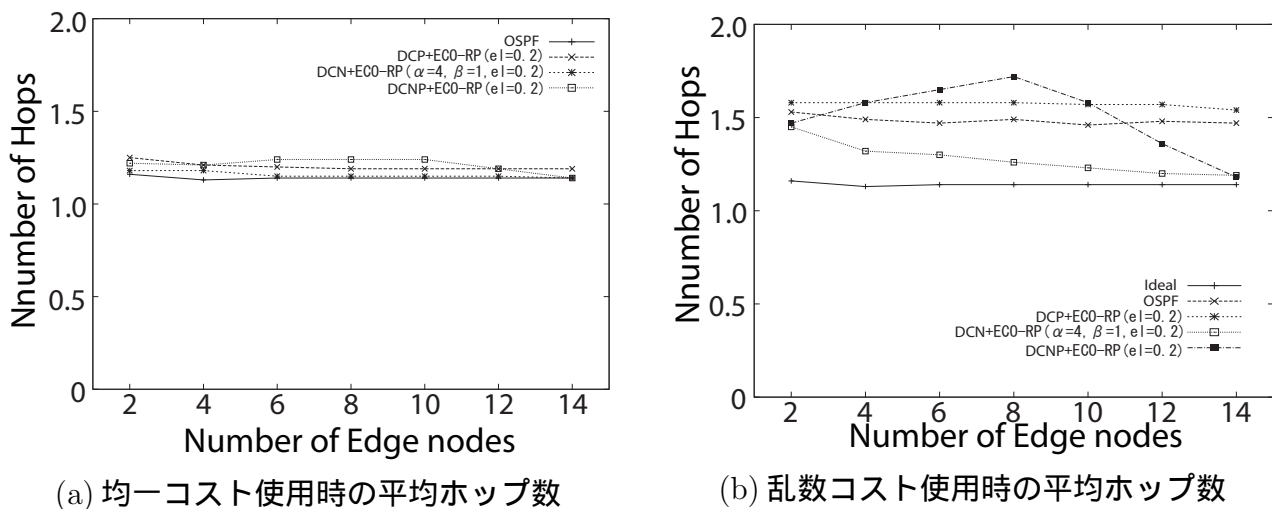 2.0
1.5
1.0
0.5
0
Nnumber of Hops
OSPF
DCP+ECO-RP(el=0.2)
DCN+ECO-RP(α=4, β=1, el=0.2)
DCNP+ECO-RP(el=0.2)
2 4 6 8 10 12 14
Number of Edge nodes
(a) 均一コスト使用時の平均ホップ数
2.0
1.5
1.0
0.5
0
Nnumber of Hops
Ideal
OSPF
DCP+ECO-RP(el=0.2)
DCN+ECO-RP(α=4, β=1, el=0.2)
DCNP+ECO-RP(el=0.2)
2 4 6 8 10 12 14
Number of Edge nodes
(b) 乱数コスト使用時の平均ホップ数